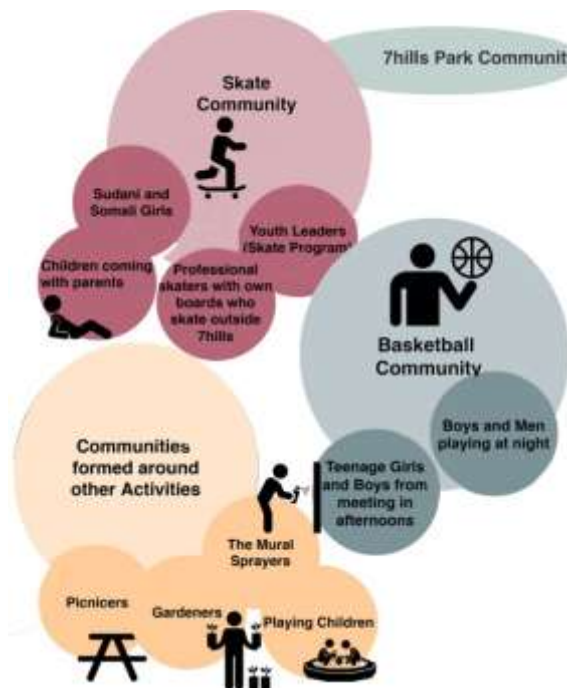 7hills Park Communit
Skate
Community
Sudani and
Somali Girls
Youth Leaders
(Skate Program)
Children coming
with parents
Professional
skaters with own
boards who
skate outside
7hills
Basketball
Community
Boys and Men
playing at night
Communities
formed around
other Activities
Teenage Girls
and Boys from
meeting in
afternoons
The Mural
Sprayers
Picnicers
Gardeners
Playing Children